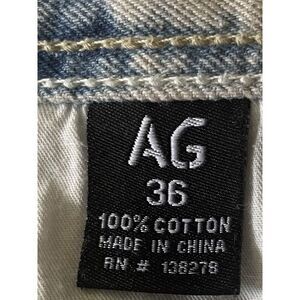 AG
36
100% COTTON
MADE IN CHINA
RN # 138278